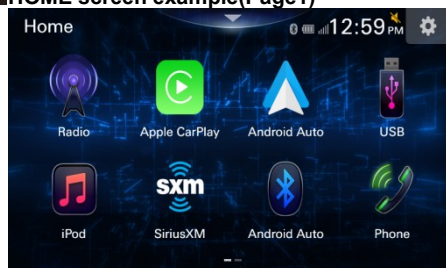 HOME screen example(Page1)
Home
12:59 PM
Radio
Apple CarPlay
Android Auto
USB
sxm
iPod
SiriusXM
Android Auto
Phone